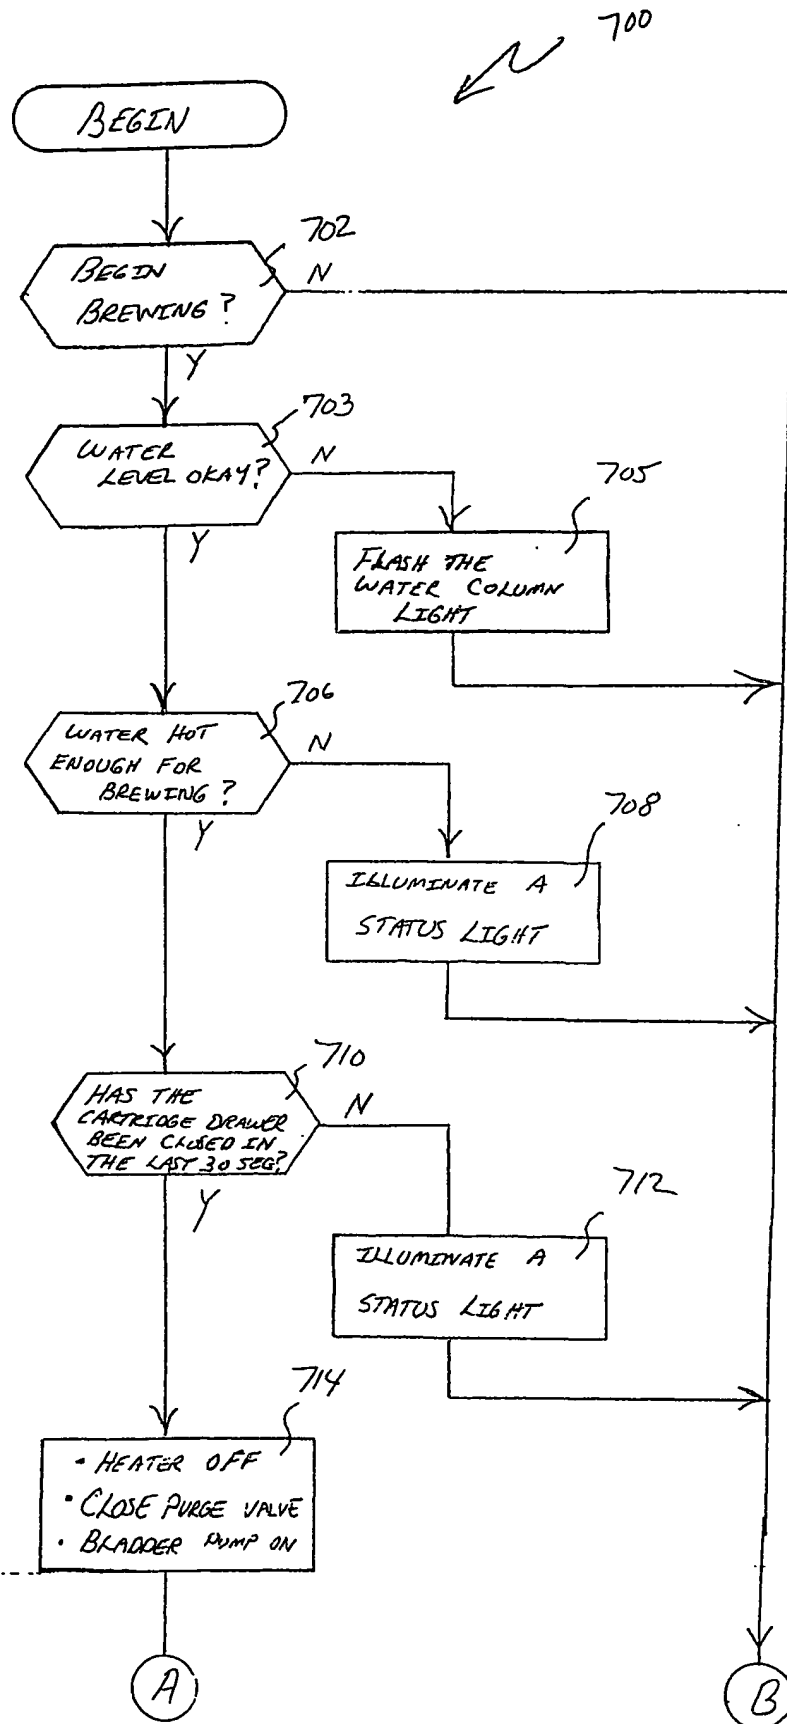 700
BEGIN
702
BEGIN
BREWING?
N
Y
703
WATER
LEVEL OKAY?
N
Y
705
FLASH THE
WATER COLUMN
LIGHT
706
WATER HOT
ENOUGH FOR
BREWING?
N
Y
708
ILLUMINATE A
STATUS LIGHT
710
HAS THE
CARTRIDGE DRAWER
BEEN CLOSED IN
THE LAST 30 SEC?
N
Y
712
ILLUMINATE A
STATUS LIGHT
714
• HEATER OFF
• CLOSE PURGE VALVE
• BLADDER PUMP ON
A
B